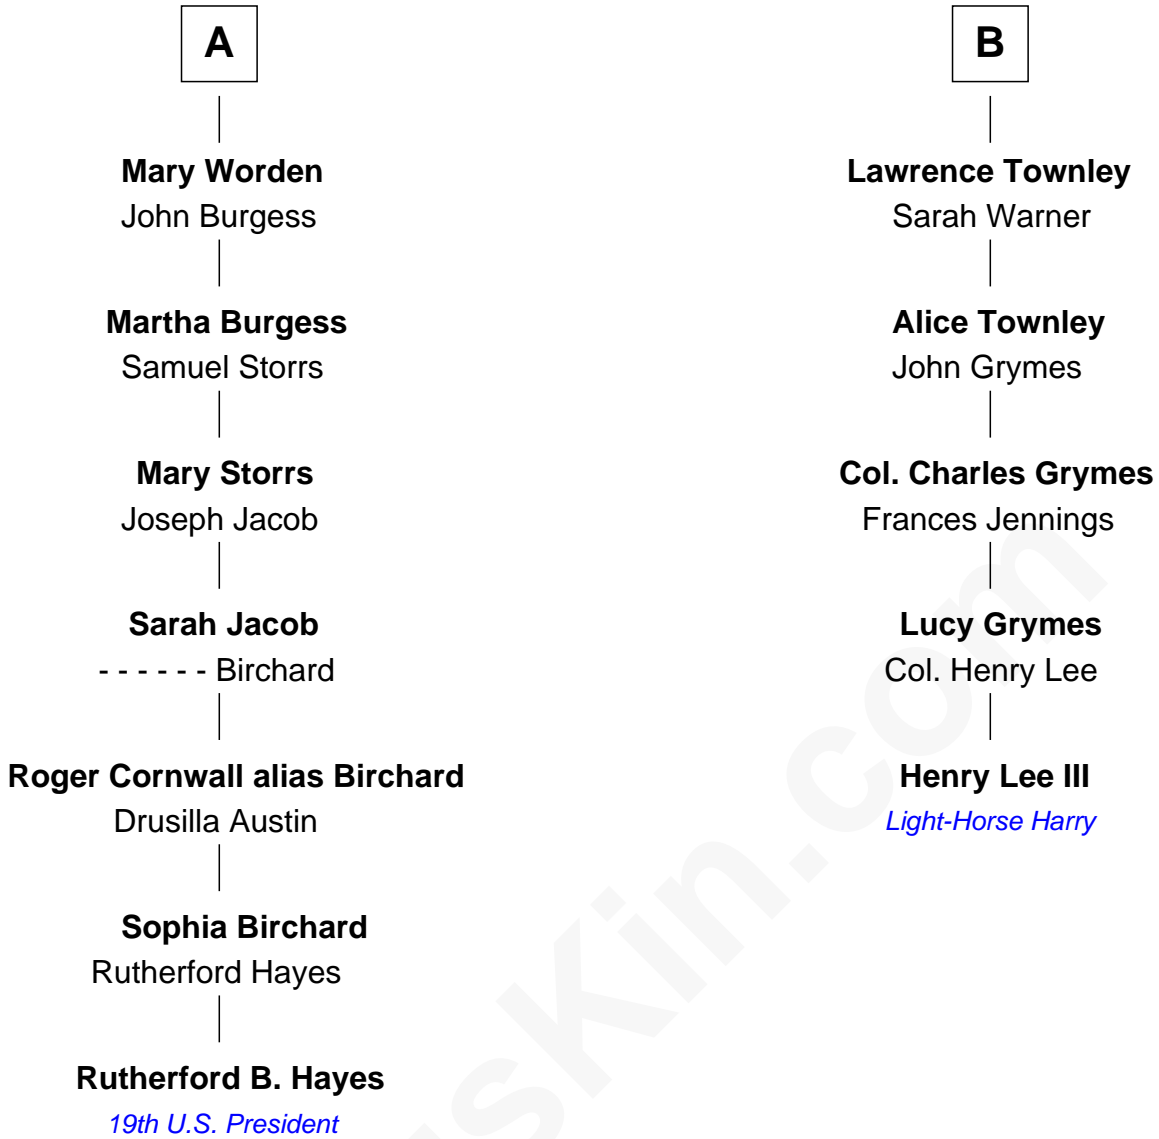 A
Mary Worden
John Burgess
Martha Burgess
Samuel Storrs
Mary Storrs
Joseph Jacob
Sarah Jacob
- - - - - - Birchard
Roger Cornwall alias Birchard
Drusilla Austin
Sophia Birchard
Rutherford Hayes
Rutherford B. Hayes
19th U.S. President
B
Lawrence Townley
Sarah Warner
Alice Townley
John Grymes
Col. Charles Grymes
Frances Jennings
Lucy Grymes
Col. Henry Lee
Henry Lee III
Light-Horse Harry
usKin.com